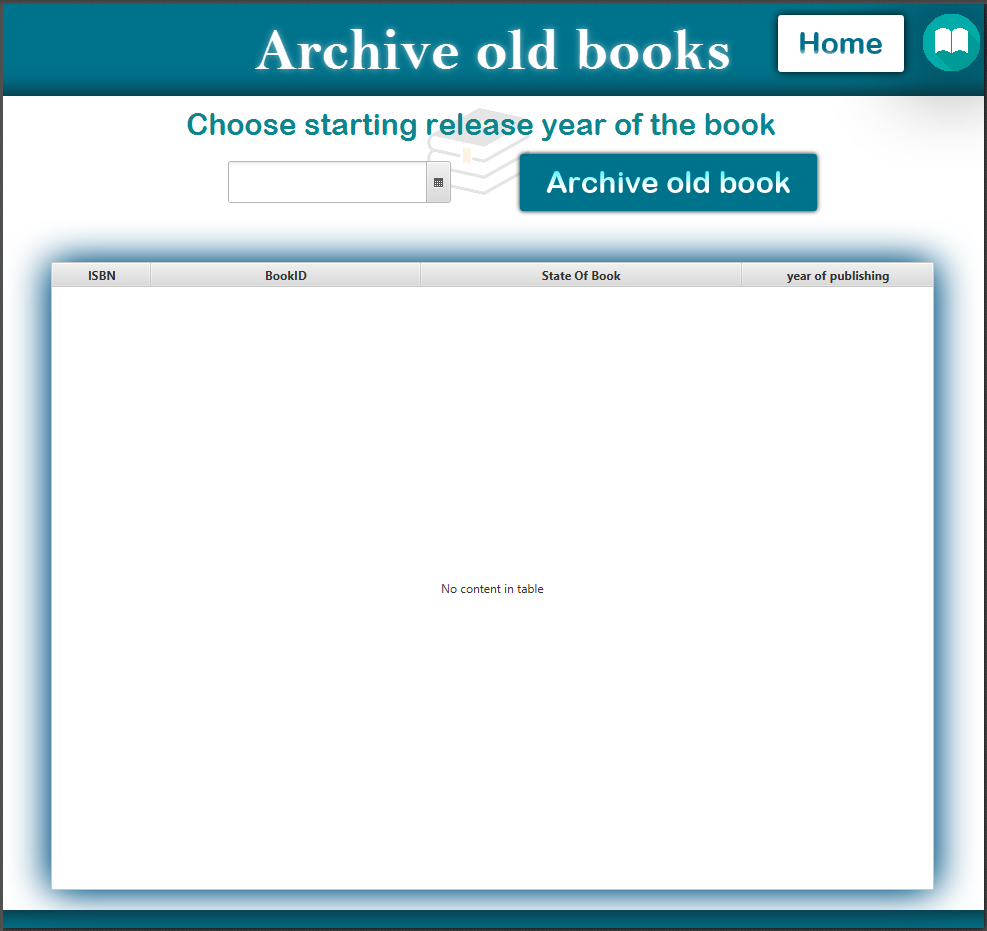 Archive old books
Home
Choose starting release year of the book
Archive old book
ISBN BookID State Of Book year of publishing
No content in table